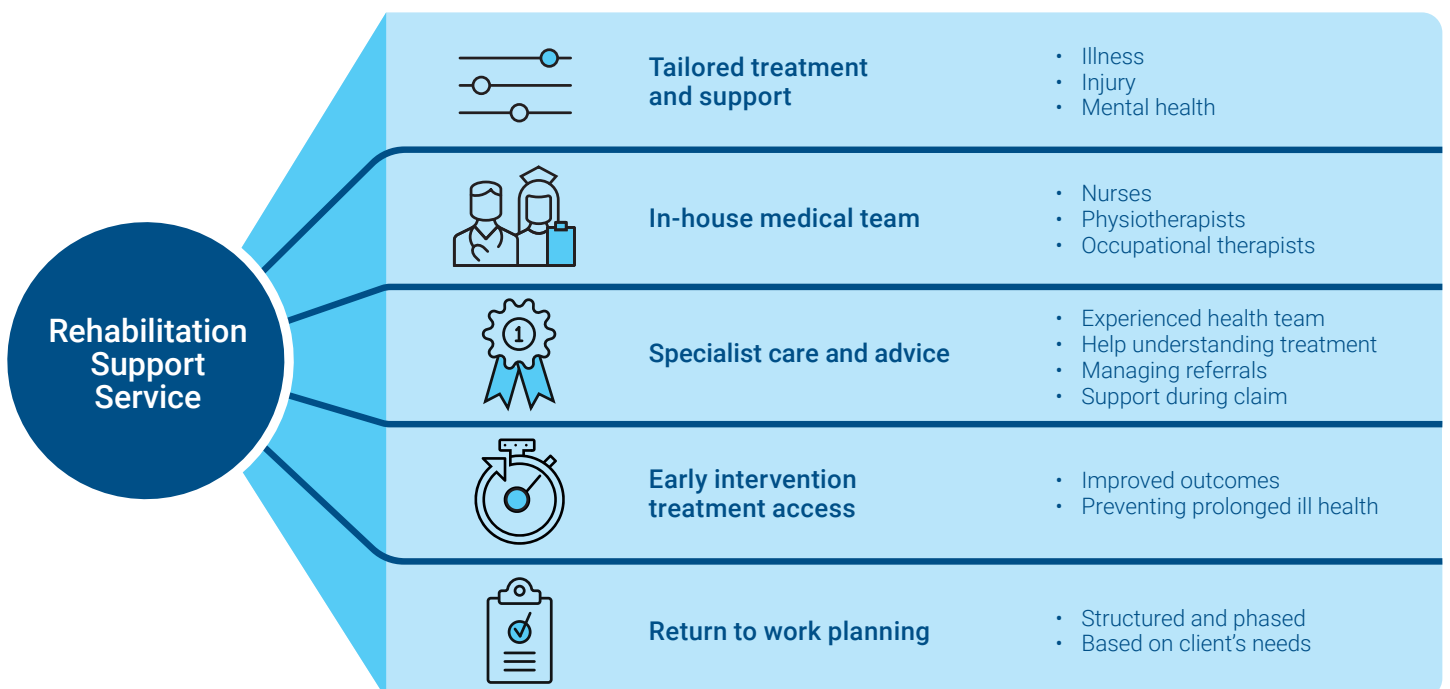 Rehabilitation
Support
Service
Tailored treatment
and support
• Illness
• Injury
• Mental health
In-house medical team
• Nurses
• Physiotherapists
• Occupational therapists
1
Specialist care and advice
• Experienced health team
• Help understanding treatment
• Managing referrals
• Support during claim
Early intervention
treatment access
• Improved outcomes
• Preventing prolonged ill health
Return to work planning
• Structured and phased
• Based on client’s needs